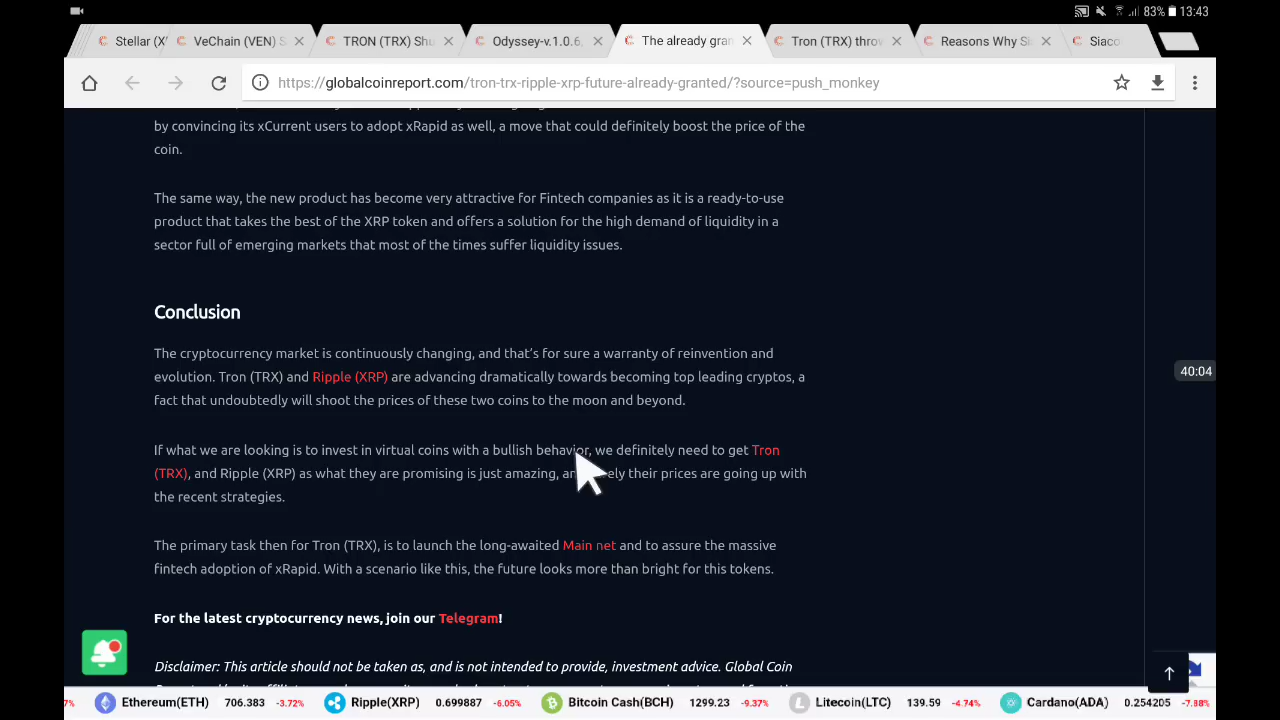 83% 13:43
Stellar (X
VeChain (VEN) S
TRON (TRX) Shu
Odyssey-v.1.0.6,
The already gran
Tron (TRX) throv
Reasons Why Si
Siaco
https://globalcoinreport.com/tron-trx-ripple-xrp-future-already-granted/?source=push_monkey
by convincing its xCurrent users to adopt xRapid as well, a move that could definitely boost the price of the
coin.
The same way, the new product has become very attractive for Fintech companies as it is a ready-to-use
product that takes the best of the XRP token and offers a solution for the high demand of liquidity in a
sector full of emerging markets that most of the times suffer liquidity issues.
Conclusion
The cryptocurrency market is continuously changing, and that's for sure a warranty of reinvention and
evolution. Tron (TRX) and Ripple (XRP) are advancing dramatically towards becoming top leading cryptos, a
fact that undoubtedly will shoot the prices of these two coins to the moon and beyond.
40:04
If what we are looking is to invest in virtual coins with a bullish behavior, we definitely need to get Tron
(TRX), and Ripple (XRP) as what they are promising is just amazing, their prices are going up with
the recent strategies.
The primary task then for Tron (TRX), is to launch the long-awaited Main net and to assure the massive
fintech adoption of xRapid. With a scenario like this, the future looks more than bright for this tokens.
For the latest cryptocurrency news, join our Telegram!
Disclaimer: This article should not be taken as, and is not intended to provide, investment advice. Global Coin
7% Ethereum(ETH) 706.383 -3.72% Ripple(XRP) 0.699887 -6.05% Bitcoin Cash(BCH) 1299.23 -9.37% Litecoin(LTC) 139.59 -4.74% Cardano(ADA) 0.254205 -7.88%